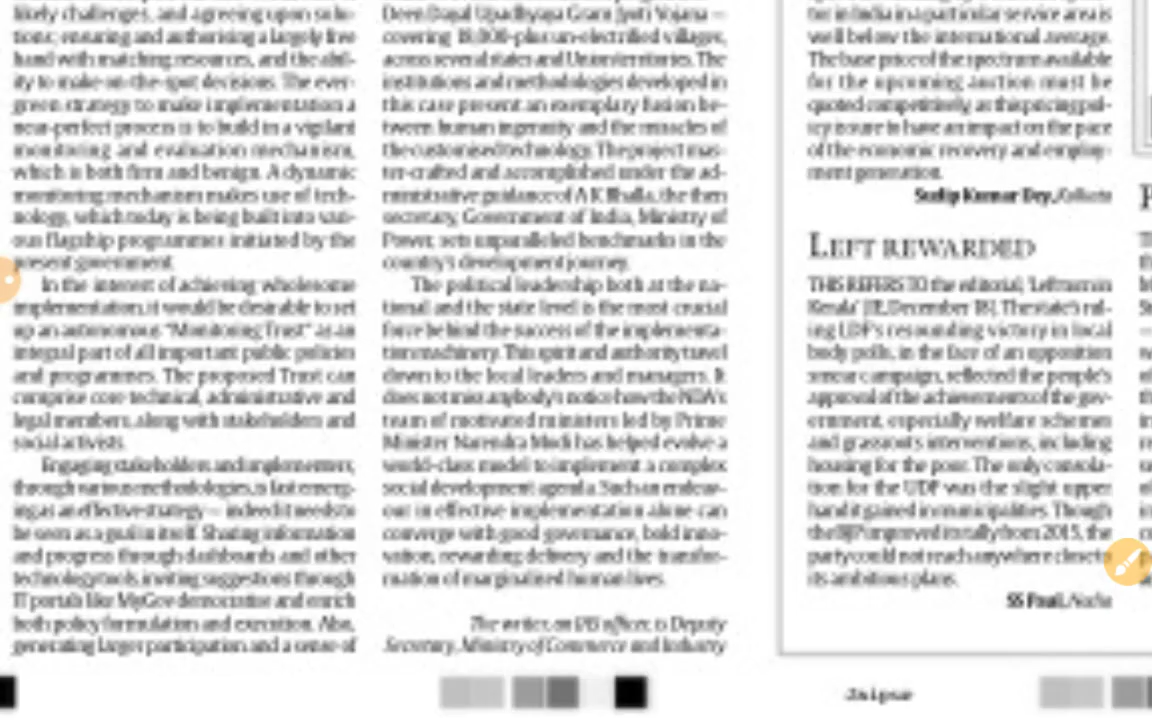 likely challenges, and agreeing upon solu-
tions; ensuring and authorising a largely free
hand with matching resources, and the abil-
ity to make on-the-spot decisions. The ever-
green strategy to make implementation a
near-perfect process is to build in a vigilant
monitoring and evaluation mechanism,
which is both firm and benign. A dynamic
monitoring mechanism makes use of tech-
nology, which today is being built into vari-
ous flagship programmes initiated by the
present government.
In the interest of achieving wholesome
implementation, it would be desirable to set
up an autonomous "Monitoring Trust" as an
integral part of all important public policies
and programmes. The proposed Trust can
comprise core technical, administrative and
legal members, along with stakeholders and
social activists.
Engaging stakeholders and implementers,
through various methodologies, is fast emerg-
ing as an effective strategy — indeed it needs to
be seen as a goal in itself. Sharing information
and progress through dashboards and other
technology tools, inviting suggestions through
IT portals like MyGov democratise and enrich
both policy formulation and execution. Also,
generating larger participation and a sense of
Deen Dayal Upadhyaya Gram Jyoti Yojana —
covering 18,000-plus un-electrified villages,
across several states and Union territories. The
institutions and methodologies developed in
this case present an exemplary fusion be-
tween human ingenuity and the miracles of
the customised technology. The project mas-
ter-crafted and accomplished under the ad-
ministrative guidance of A K Bhalla, the then
secretary, Government of India, Ministry of
Power, sets unparalleled benchmarks in the
country's development journey.
The political leadership both at the na-
tional and the state level is the most crucial
force behind the success of the implementa-
tion machinery. This spirit and authority travel
down to the local leaders and managers. It
does not miss anybody's notice how the NDA's
team of motivated ministers led by Prime
Minister Narendra Modi has helped evolve a
world-class model to implement a complex
social development agenda. Such an endeav-
our in effective implementation alone can
converge with good governance, bold inno-
vation, rewarding delivery and the transfor-
mation of marginalised human lives.
The writer, an IAS officer, is Deputy
Secretary, Ministry of Commerce and Industry
tor in India in a particular service area is
well below the international average.
The base price of the spectrum available
for the upcoming auction must be
quoted competitively, as this pricing pol-
icy is sure to have an impact on the pace
of the economic recovery and employ-
ment generation.
Sudip Kumar Dey, Kolkata
LEFT REWARDED
THIS REFERS TO the editorial, 'Left turn in
Kerala' (IE, December 18). The state's rul-
ing LDF's resounding victory in local
body polls, in the face of an opposition
smear campaign, reflected the people's
approval of the achievements of the gov-
ernment, especially welfare schemes
and grassroots interventions, including
housing for the poor. The only consola-
tion for the UDF was the slight upper
hand it gained in municipalities. Though
the BJP improved its tally from 2015, the
party could not reach anywhere close to
its ambitious plans.
SS Paul, Nadia
Jaipur